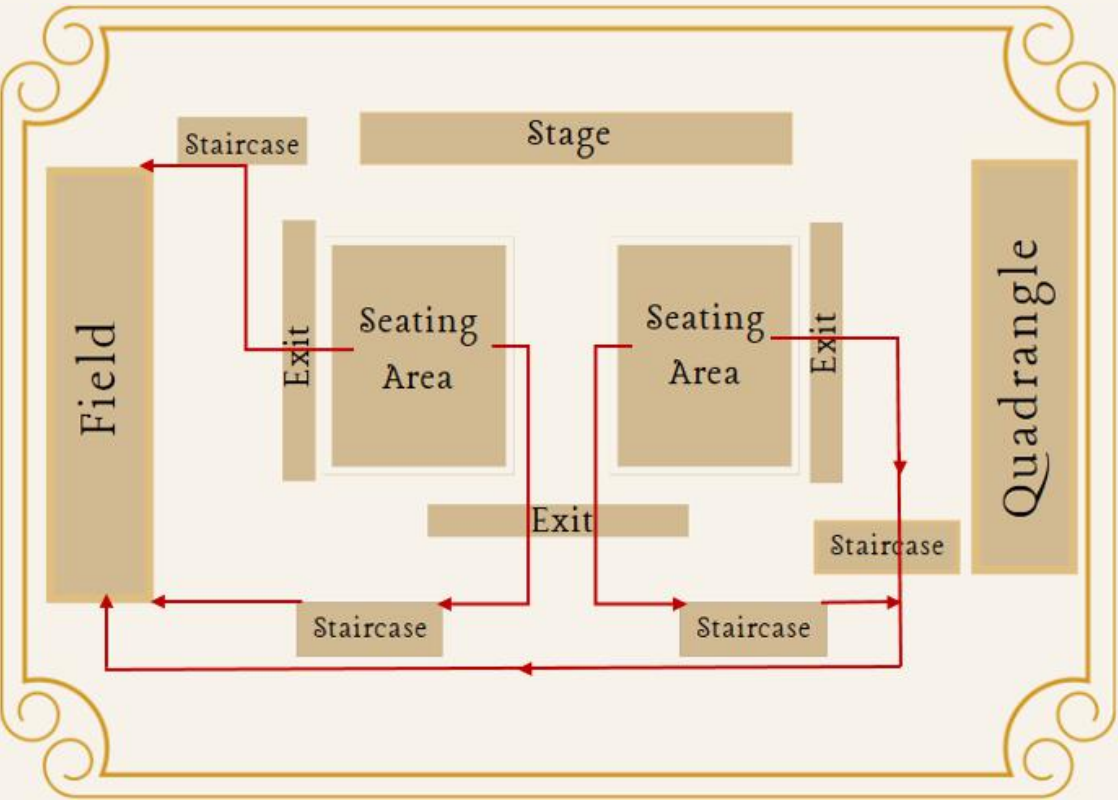 Stage
Staircase
Field
Exit
Seating
Area
Seating
Area
Exit
Quadrangle
Exit
Staircase
Staircase
Staircase